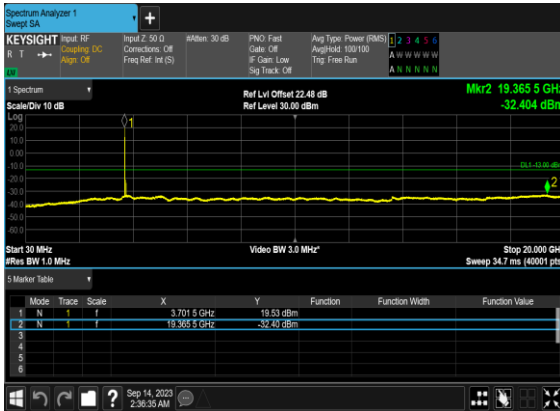 Spectrum Analyzer 1
Swept SA
+
KEYSIGHT Input: RF Input Z: 50 Ω #Atten: 30 dB PNO: Fast Avg Type: Power (RMS) 1 2 3 4 5 6
R T Coupling: DC Corrections: Off Gate: Off Avg|Hold: 100/100 A W W W W W
Align: Off Freq Ref: Int (S) IF Gain: Low Trig: Free Run A N N N N N
Sig Track: Off
1 Spectrum
Ref Lvl Offset 22.48 dB Mkr2 19.365 5 GHz
Scale/Div 10 dB Ref Level 30.00 dBm -32.404 dBm
Log
1
20.0
10.0
0.00
-10.0
DL1 -13.00 dBm
-20.0
2
-30.0
-40.0
-50.0
-60.0
Start 30 MHz Video BW 3.0 MHz* Stop 20.000 GHz
#Res BW 1.0 MHz Sweep 34.7 ms (40001 pts)
5 Marker Table
Mode Trace Scale X Y Function Function Width Function Value
1 N 1 f 3.701 5 GHz 19.53 dBm
2 N 1 f 19.365 5 GHz -32.40 dBm
3
4
5
6
? Sep 14, 2023
2:36:35 AM